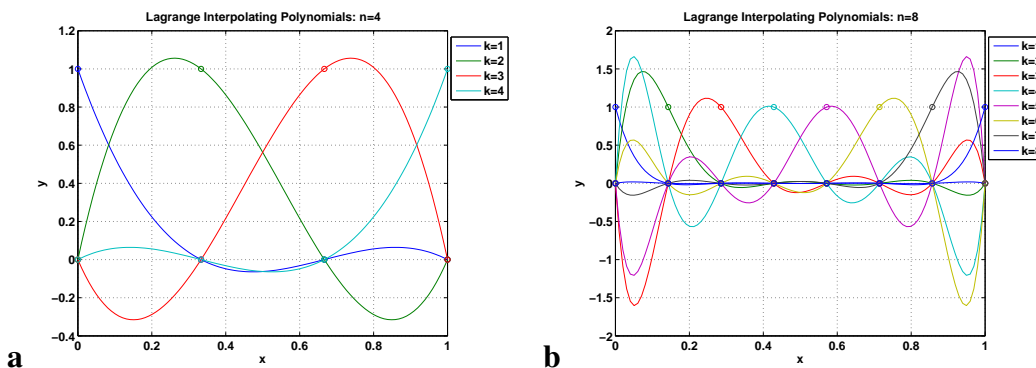 Lagrange Interpolating Polynomials: n=4
1.2
1
0.8
0.6
0.4
0.2
0
−0.2
−0.4
y
0
0.2
0.4
0.6
0.8
1
x
k=1
k=2
k=3
k=4
a
Lagrange Interpolating Polynomials: n=8
2
1.5
1
0.5
0
−0.5
−1
−1.5
−2
y
0
0.2
0.4
0.6
0.8
1
x
k=1
b